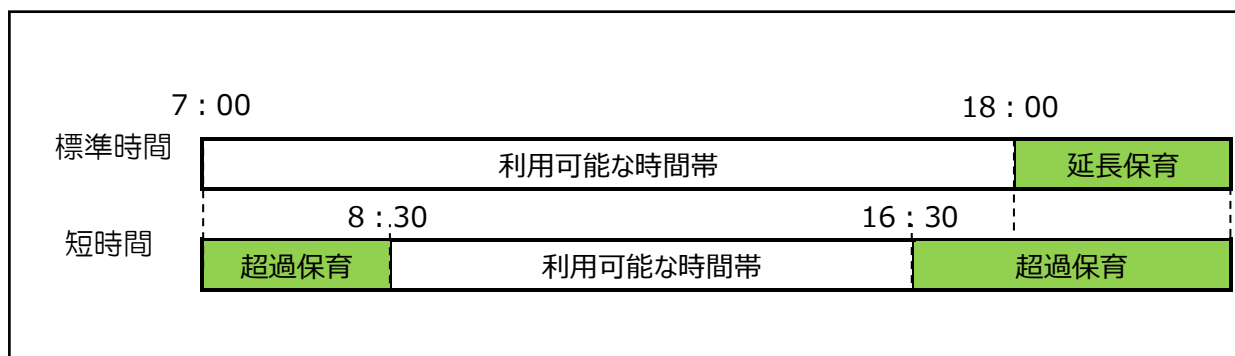 7：00 18：00
標準時間 利用可能な時間帯 延長保育
8：30 16：30
短時間 超過保育 利用可能な時間帯 超過保育